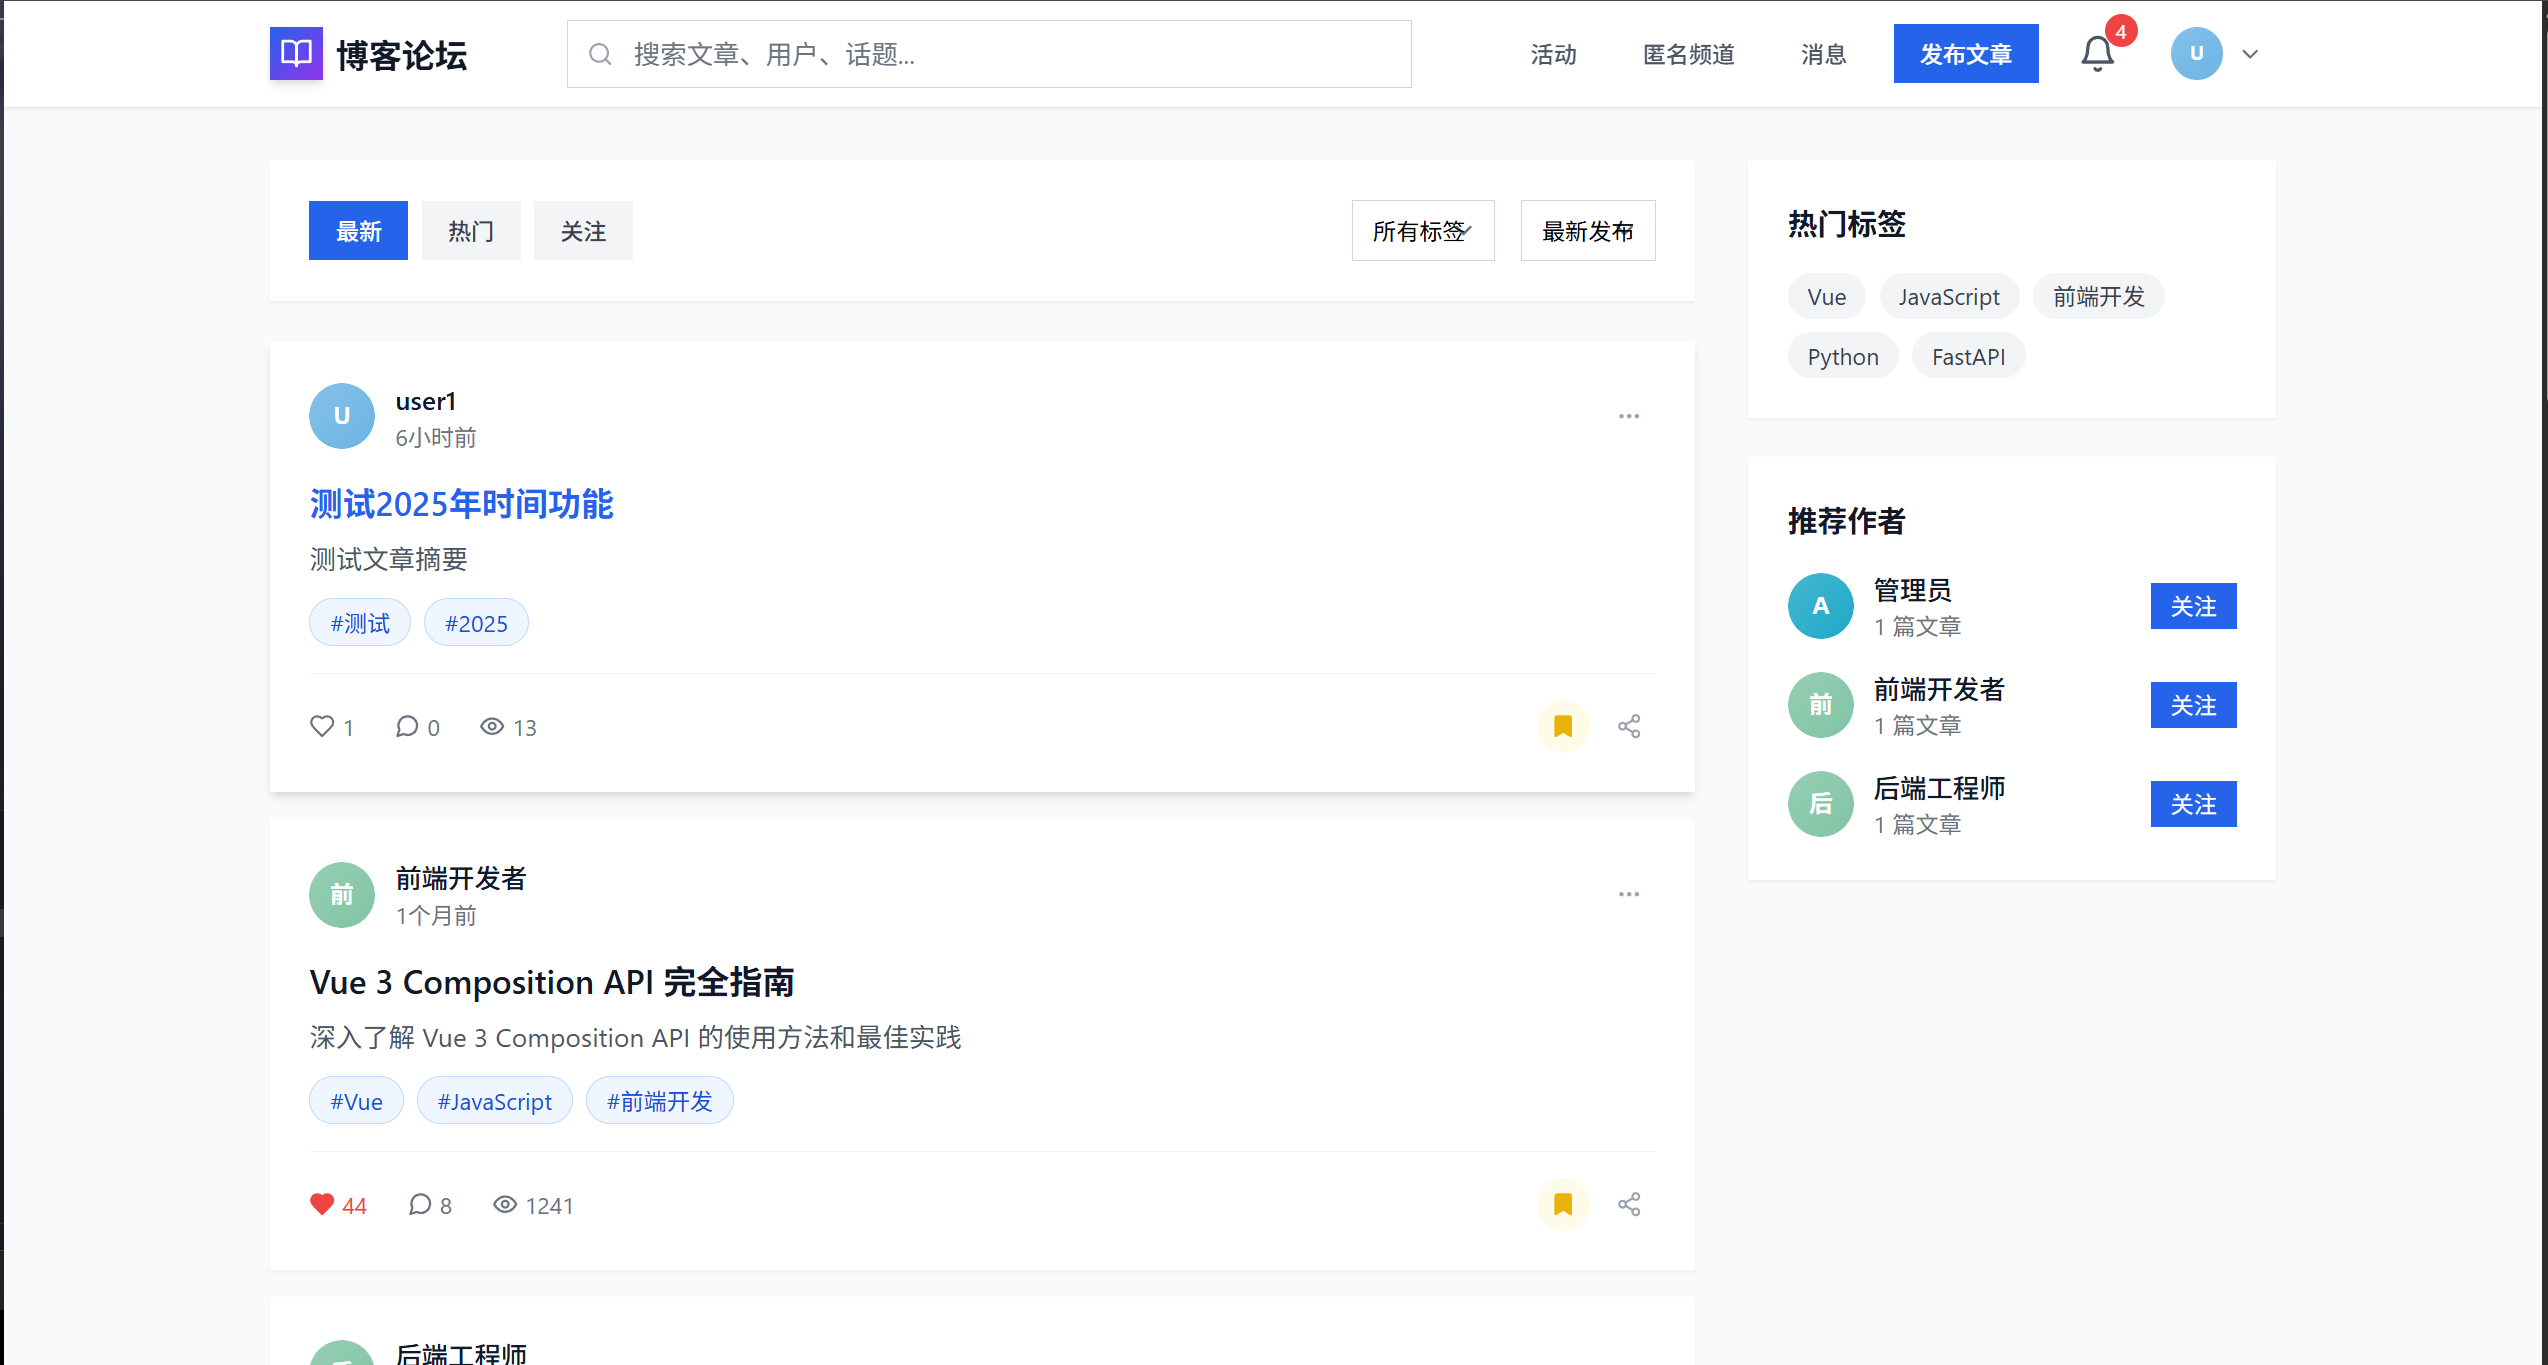 博客论坛
搜索文章、用户、话题...
活动
匿名频道
消息
发布文章
4
U
最新
热门
关注
所有标签
最新发布
U
user1
6小时前
测试2025年时间功能
测试文章摘要
#测试
#2025
1
0
13
前
前端开发者
1个月前
Vue 3 Composition API 完全指南
深入了解 Vue 3 Composition API 的使用方法和最佳实践
#Vue
#JavaScript
#前端开发
44
8
1241
后端工程师
热门标签
Vue
JavaScript
前端开发
Python
FastAPI
推荐作者
A
管理员
1 篇文章
关注
前
前端开发者
1 篇文章
关注
后
后端工程师
1 篇文章
关注